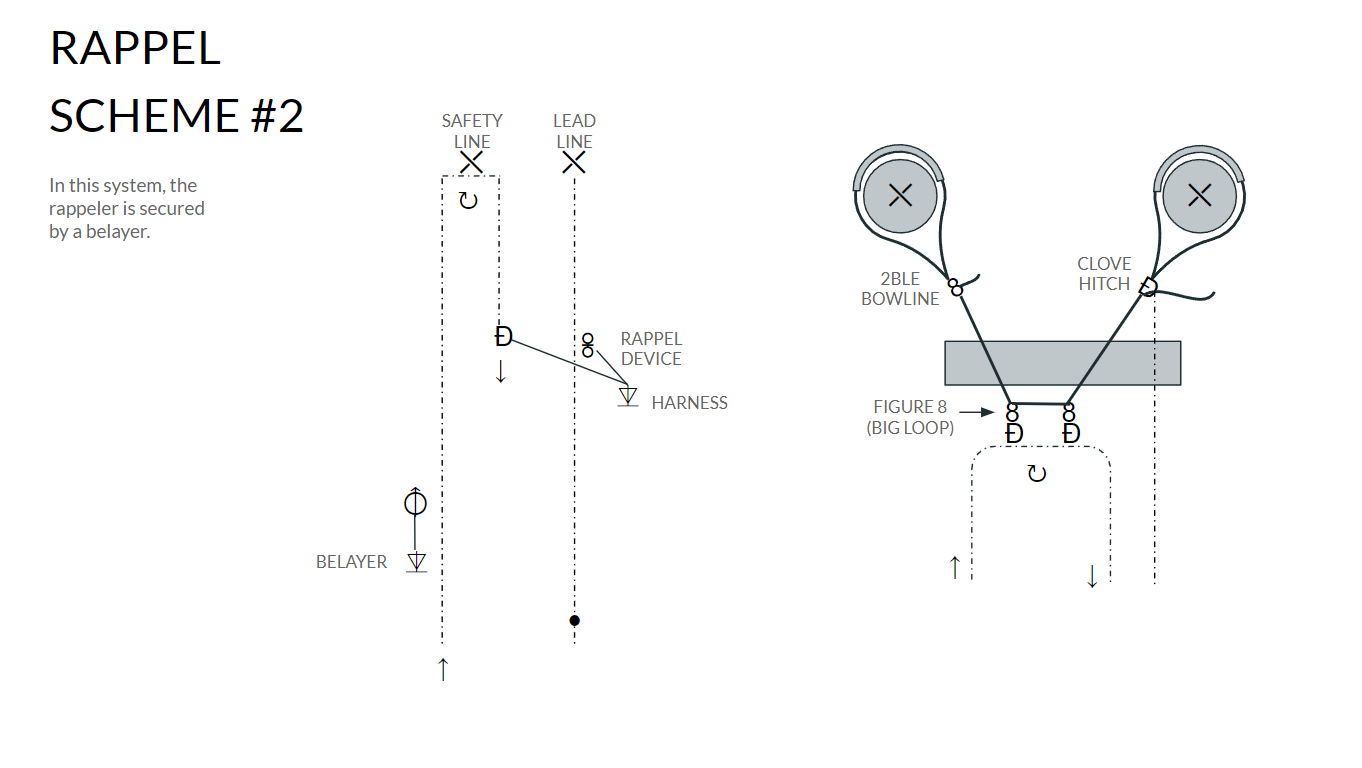 RAPPEL
SCHEME #2
In this system, the
rappeler is secured
by a belayer.
SAFETY
LINE
LEAD
LINE
RAPPEL
DEVICE
HARNESS
BELAYER
2BLE
BOWLINE
CLOVE
HITCH
FIGURE 8
(BIG LOOP)